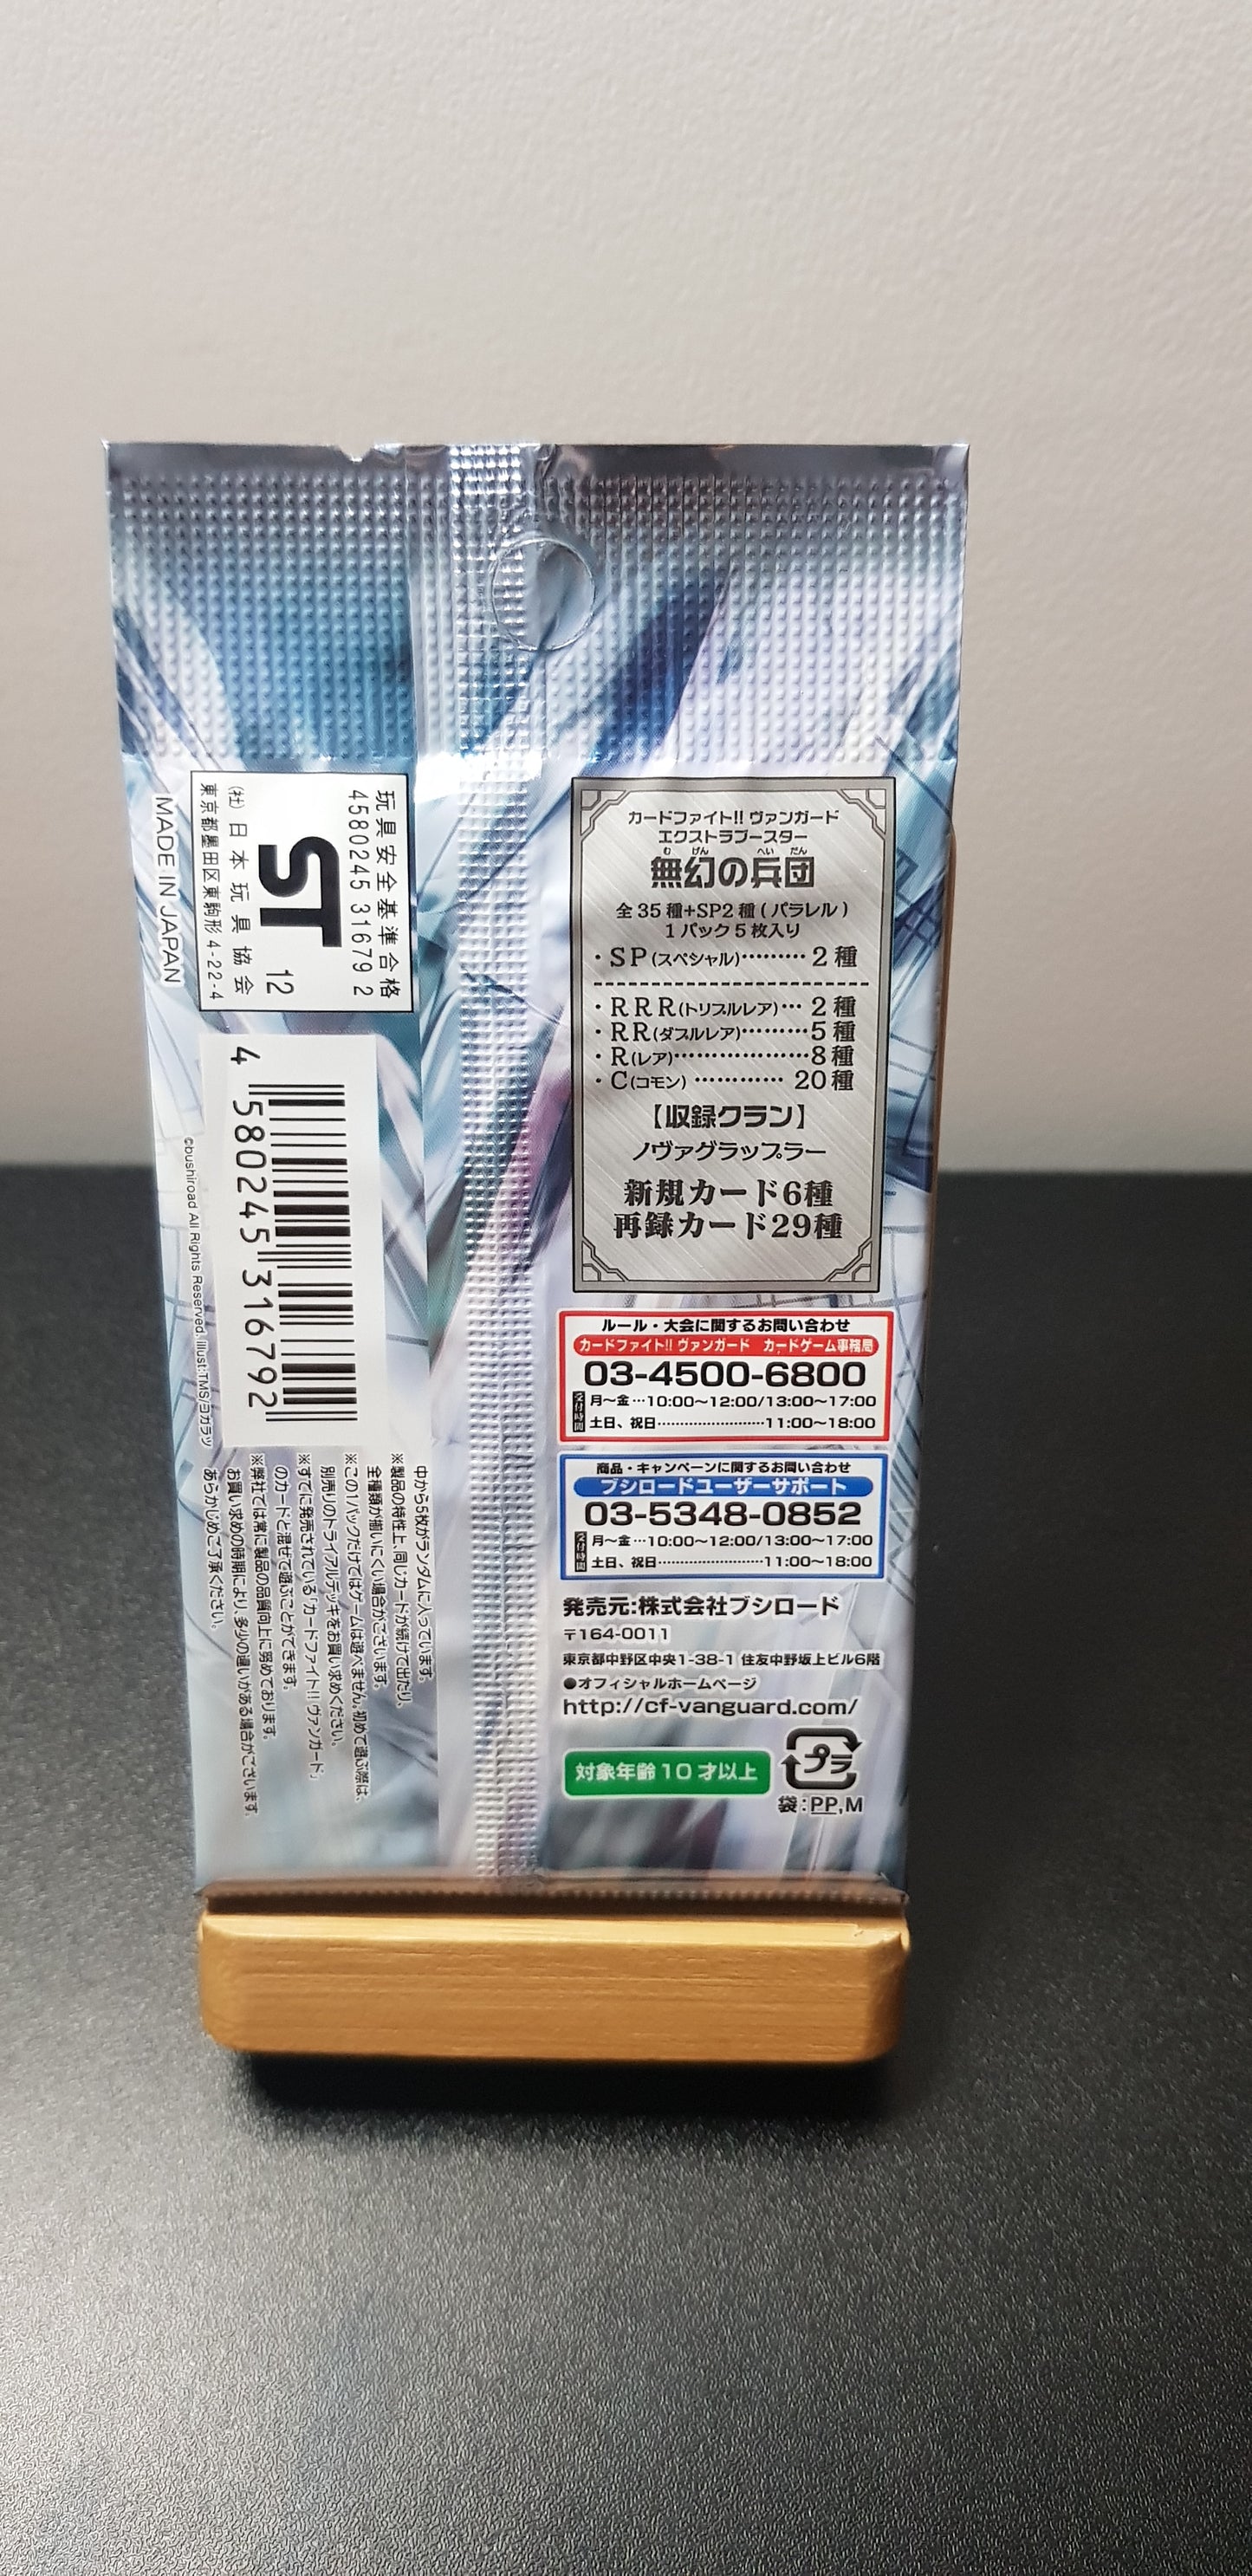 カードファイト!! ヴァンガード
エクストラブースター
無幻の兵団
む げん へい だん
全35種+SP2種(パラレル)
1パック5枚入り
・SP(スペシャル)………2種
・RRR(トリプルレア)…2種
・RR(ダブルレア)………5種
・R(レア)………………8種
・C(コモン)…………20種
【収録クラン】
ノヴァグラップラー
新規カード6種
再録カード29種
ルール・大会に関するお問い合わせ
カードファイト!! ヴァンガード カードゲーム事務局
03-4500-6800
受付時間
月〜金…10:00〜12:00/13:00〜17:00
土日、祝日……………………11:00〜18:00
商品・キャンペーンに関するお問い合わせ
ブシロードユーザーサポート
03-5348-0852
受付時間
月〜金…10:00〜12:00/13:00〜17:00
土日、祝日……………………11:00〜18:00
発売元:株式会社ブシロード
〒164-0011
東京都中野区中央1-38-1 住友中野坂上ビル6階
●オフィシャルホームページ
http://cf-vanguard.com/
対象年齢10才以上
プラ
袋:PP,M
玩具安全基準合格
4580245 31679 2
ST 12
(社)日本玩具協会
東京都墨田区東駒形4-22-4
MADE IN JAPAN
4 580245 316792
©bushiroad All Rights Reserved. illust:TMS/ヨカラッ
中から5枚がランダムに入っています。
※製品の特性上、同じカードが続けて出たり、
全種類が揃いにくい場合がございます。
※この1パックだけではゲームは遊べません。初めて遊ぶ際は、
別売りのトライアルデッキをお買い求めください。
※すでに発売されている「カードファイト!! ヴァンガード」
のカードと混ぜて遊ぶことができます。
※弊社では常に製品の品質向上に努めております。
お買い求めの時期により、多少の違いがある場合がございます。
あらかじめご了承ください。